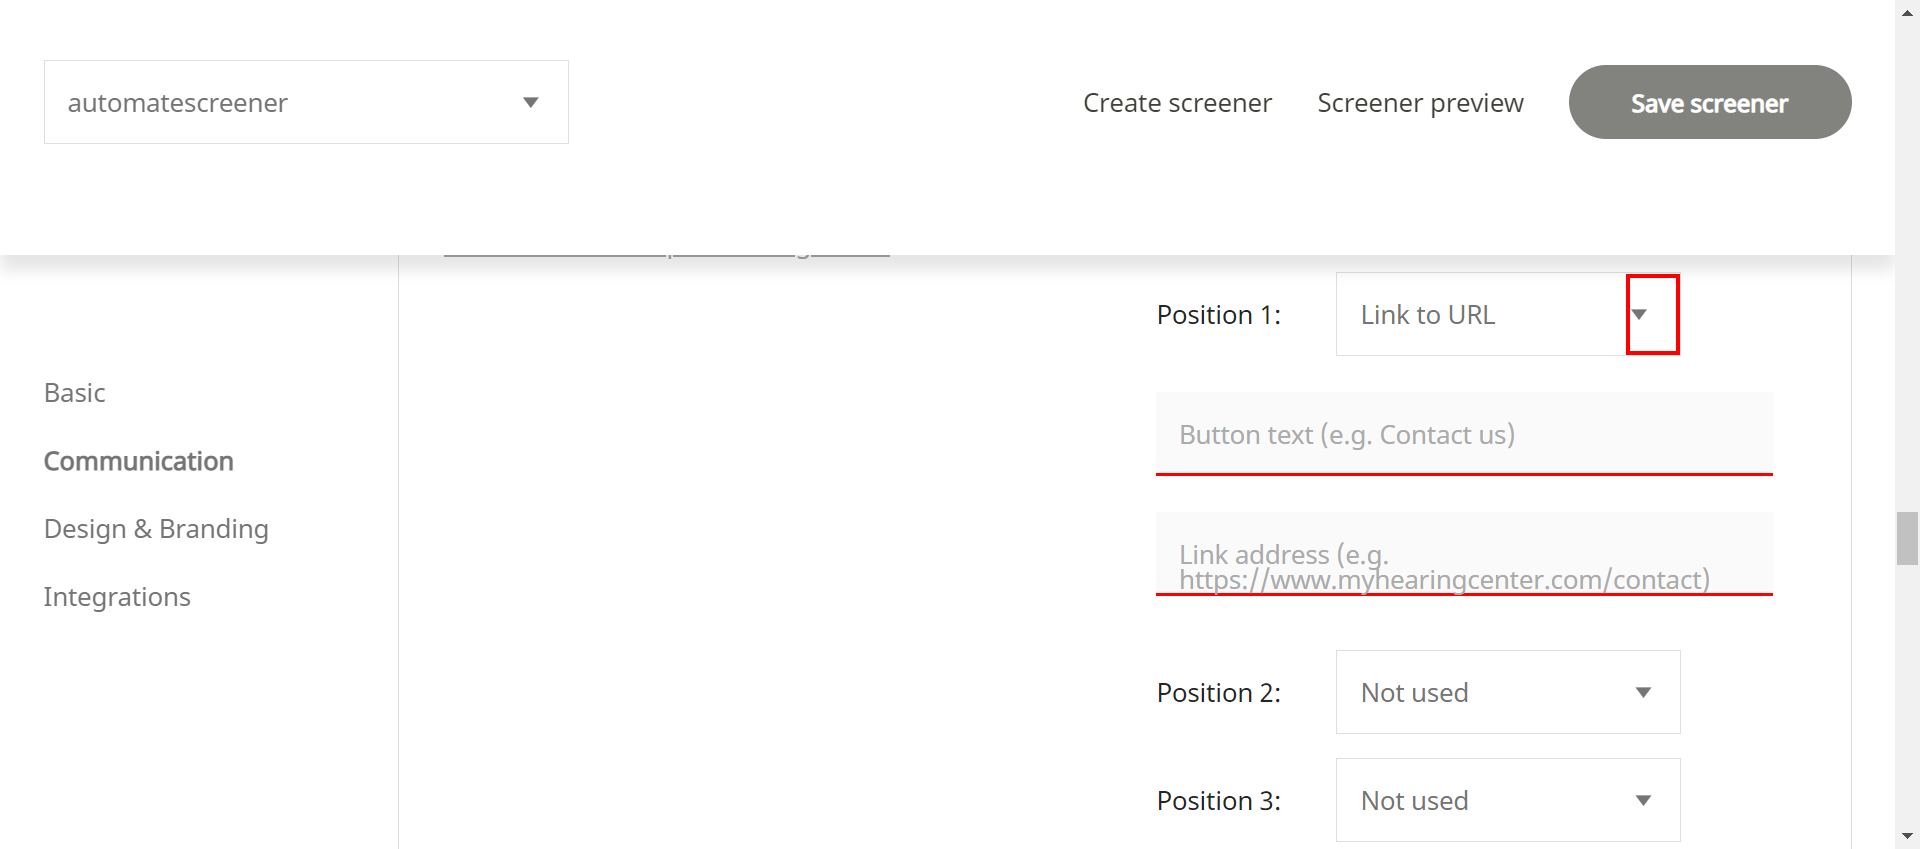 automatescreener
Create screener
Screener preview
Save screener
Position 1:
Link to URL
Basic
Button text (e.g. Contact us)
Communication
Design & Branding
Link address (e.g.
https://www.myhearingcenter.com/contact)
Integrations
Position 2:
Not used
Position 3:
Not used